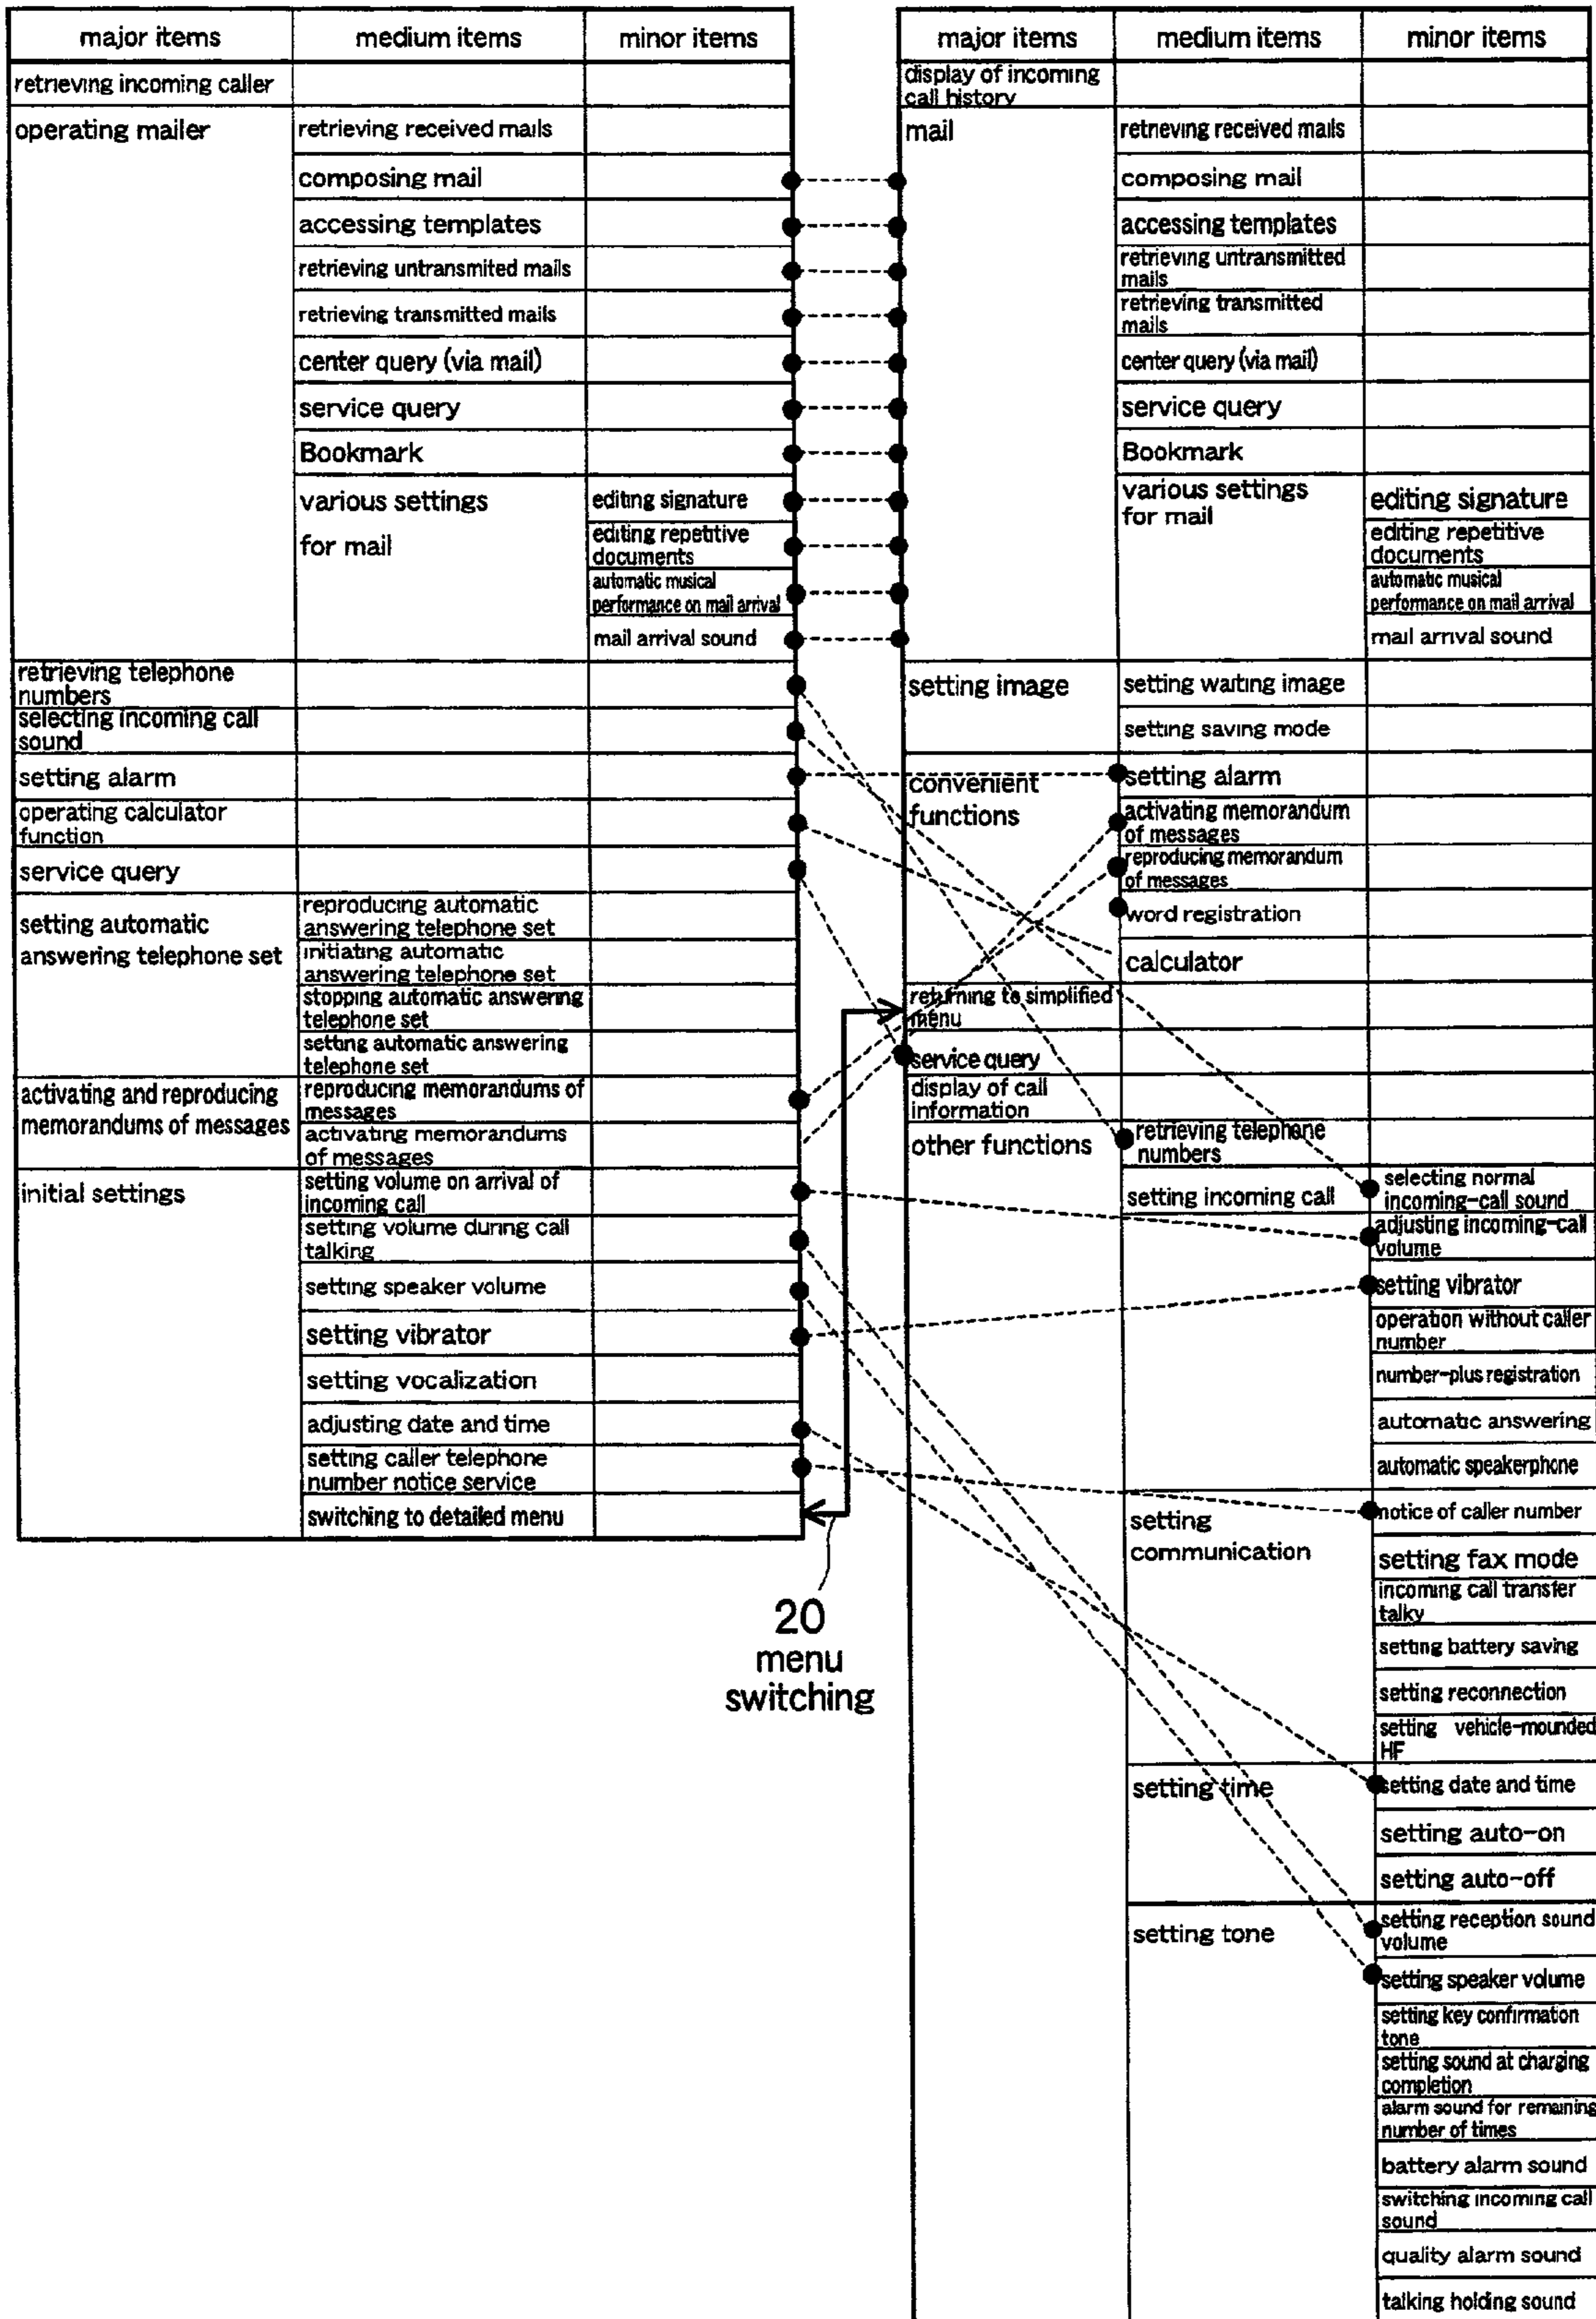 major items
medium items
minor items
retrieving incoming caller
operating mailer
retrieving received mails
composing mail
accessing templates
retrieving untransmited mails
retrieving transmitted mails
center query (via mail)
service query
Bookmark
various settings
for mail
editing signature
editing repetitive
documents
automatic musical
performance on mail arrival
mail arrival sound
retrieving telephone
numbers
selecting incoming call
sound
setting alarm
operating calculator
function
service query
setting automatic
answering telephone set
reproducing automatic
answering telephone set
initiating automatic
answering telephone set
stopping automatic answering
telephone set
setting automatic answering
telephone set
activating and reproducing
memorandums of messages
reproducing memorandums of
messages
activating memorandums
of messages
initial settings
setting volume on arrival of
incoming call
setting volume during call
talking
setting speaker volume
setting vibrator
setting vocalization
adjusting date and time
setting caller telephone
number notice service
switching to detailed menu
20
menu
switching
major items
medium items
minor items
display of incoming
call history
mail
retrieving received mails
composing mail
accessing templates
retrieving untransmitted
mails
retrieving transmitted
mails
center query (via mail)
service query
Bookmark
various settings
for mail
editing signature
editing repetitive
documents
automatic musical
performance on mail arrival
mail arrival sound
setting image
setting waiting image
setting saving mode
convenient
functions
setting alarm
activating memorandum
of messages
reproducing memorandum
of messages
word registration
calculator
returning to simplified
menu
service query
display of call
information
other functions
retrieving telephone
numbers
setting incoming call
selecting normal
incoming-call sound
adjusting incoming-call
volume
setting vibrator
operation without caller
number
number-plus registration
automatic answering
automatic speakerphone
setting
communication
notice of caller number
setting fax mode
incoming call transfer
talky
setting battery saving
setting reconnection
setting vehicle-mounded
HF
setting time
setting date and time
setting auto-on
setting auto-off
setting tone
setting reception sound
volume
setting speaker volume
setting key confirmation
tone
setting sound at charging
completion
alarm sound for remaining
number of times
battery alarm sound
switching incoming call
sound
quality alarm sound
talking holding sound